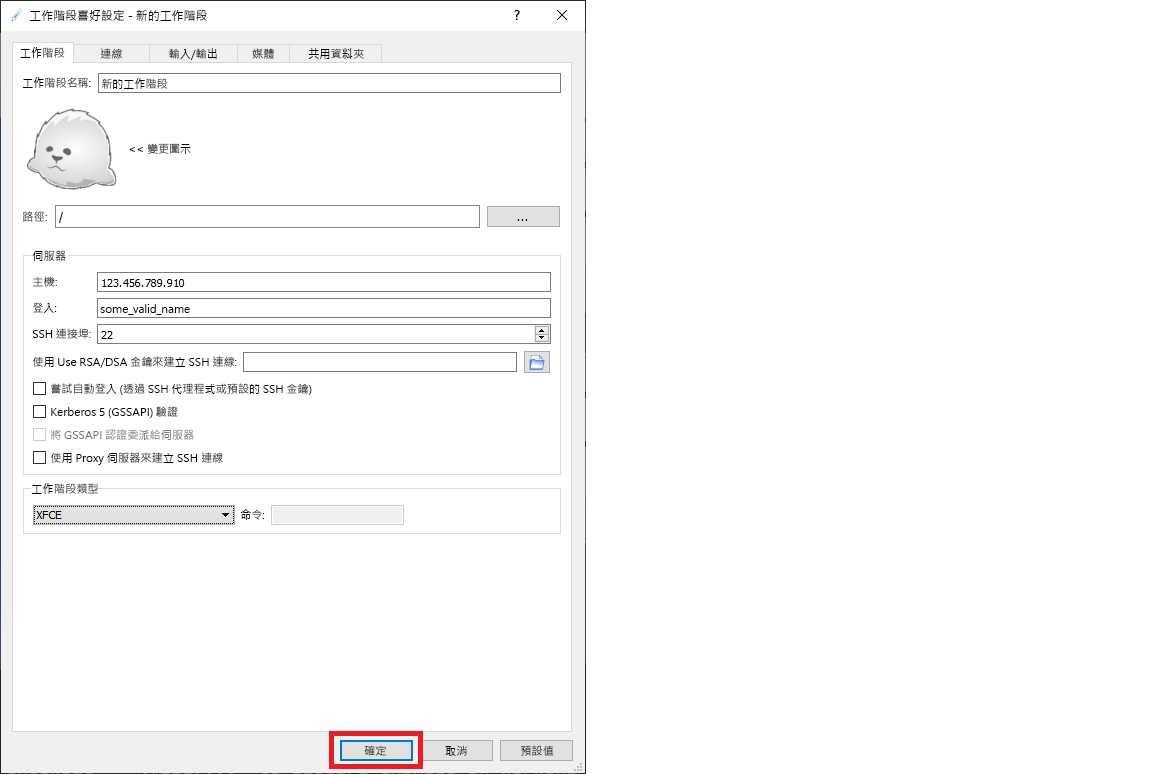 工作階段喜好設定 - 新的工作階段
?
工作階段 連線 輸入/輸出 媒體 共用資料夾
工作階段名稱: 新的工作階段
<< 變更圖示
路徑: / ...
伺服器
主機: 123.456.789.910
登入: some_valid_name
SSH 連接埠: 22
使用 Use RSA/DSA 金鑰來建立 SSH 連線:
嘗試自動登入 (透過 SSH 代理程式或預設的 SSH 金鑰)
Kerberos 5 (GSSAPI) 驗證
將 GSSAPI 認證委派給伺服器
使用 Proxy 伺服器來建立 SSH 連線
工作階段類型
XFCE 命令:
確定 取消 預設值